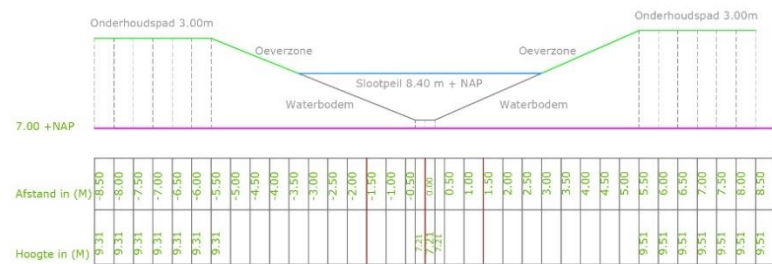 Onderhoudspad 3.00m
Onderhoudspad 3.00m
Oeverzone
Oeverzone
Slootpeil 8.40 m + NAP
Waterbodem
Waterbodem
7.00 +NAP
Afstand in (M) -8.50 -8.00 -7.50 -7.00 -6.50 -6.00 -5.50 -5.00 -4.50 -4.00 -3.50 -3.00 -2.50 -2.00 -1.50 -1.00 -0.50 0.00 0.50 1.00 1.50 2.00 2.50 3.00 3.50 4.00 4.50 5.00 5.50 6.00 6.50 7.00 7.50 8.00 8.50
Hoogte in (M) 9.31 9.31 9.31 9.31 9.31 9.31 9.31 7.21 7.21 7.21 9.51 9.51 9.51 9.51 9.51 9.51 9.51